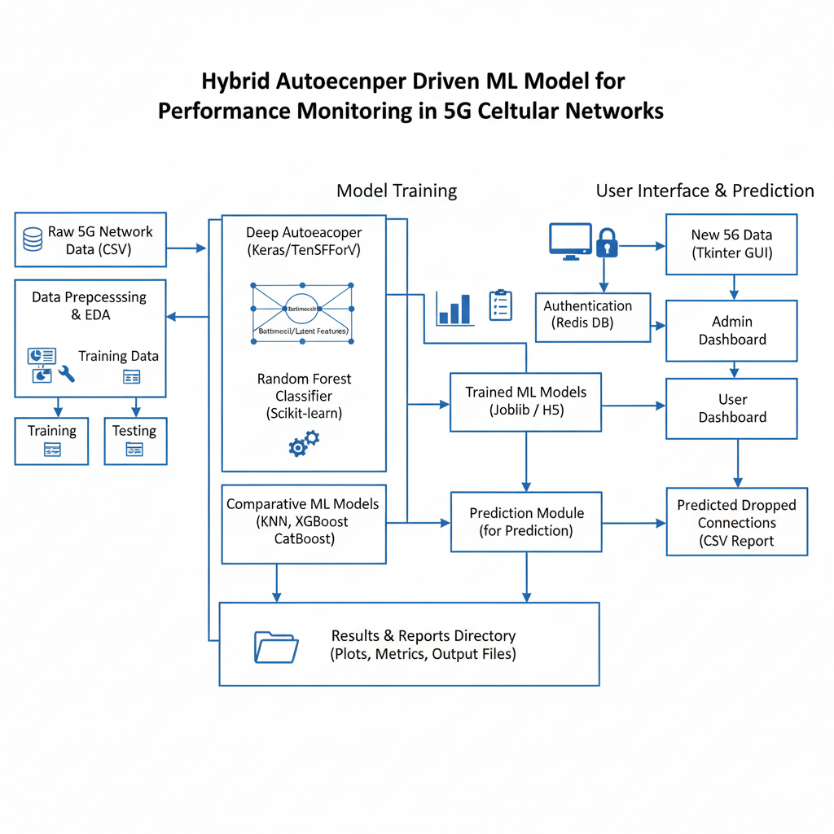 Hybrid Autoecenper Driven ML Model for
Performance Monitoring in 5G Celtular Networks
Model Training
User Interface & Prediction
Raw 5G Network
Data (CSV)
Data Prepcesssing
& EDA
Training Data
Training
Testing
Deep Autoeacoper
(Keras/TenSFForV)
Random Forest
Classifier
(Scikit-learn)
Comparative ML Models
(KNN, XGBoost
CatBoost)
Results & Reports Directory
(Plots, Metrics, Output Files)
Trained ML Models
(Joblib / H5)
Prediction Module
(for Prediction)
Authentication
(Redis DB)
New 5G Data
(Tkinter GUI)
Admin
Dashboard
User
Dashboard
Predicted Dropped
Connections
(CSV Report